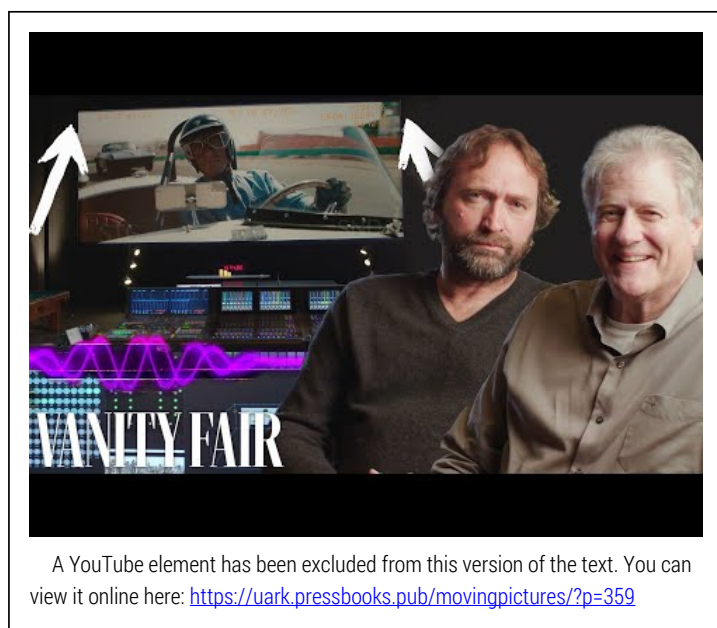 VANITY FAIR
A YouTube element has been excluded from this version of the text. You can
view it online here: https://uark.pressbooks.pub/movingpictures/?p=359